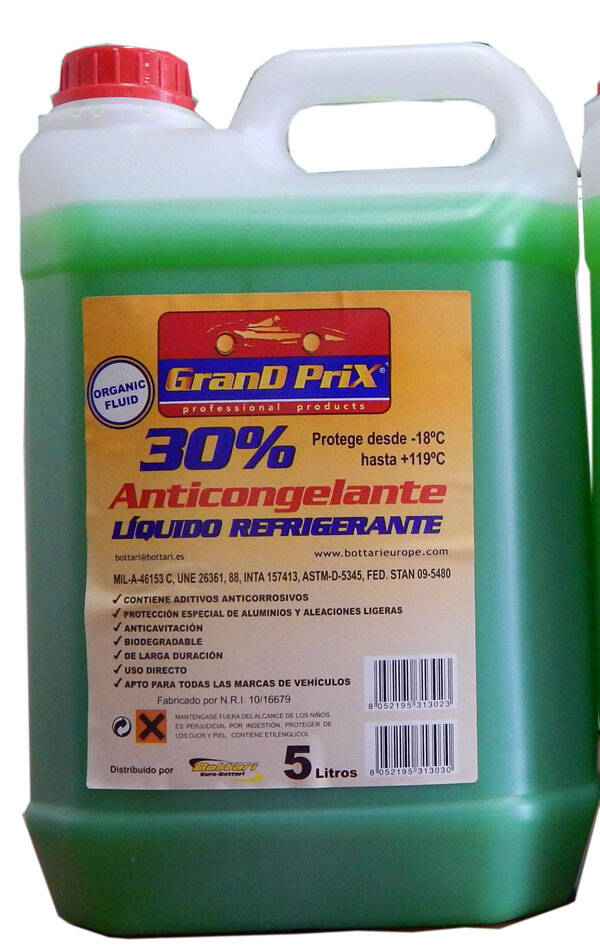 GranD PriX®
professional products
ORGANIC
FLUID
30%
Protege desde -18ºC
hasta +119ºC
Anticongelante
LÍQUIDO REFRIGERANTE
bottari@bottari.es
www.bottarieurope.com
MIL-A-46153 C, UNE 26361, 88, INTA 157413, ASTM-D-5345, FED. STAN 09-5480
✓ CONTIENE ADITIVOS ANTICORROSIVOS
✓ PROTECCIÓN ESPECIAL DE ALUMINIOS Y ALEACIONES LIGERAS
✓ ANTICAVITACIÓN
✓ BIODEGRADABLE
✓ DE LARGA DURACIÓN
✓ USO DIRECTO
✓ APTO PARA TODAS LAS MARCAS DE VEHÍCULOS
Fabricado por N.R.I. 10/16679
MANTENGASE FUERA DEL ALCANCE DE LOS NIÑOS
ES PERJUDICIAL POR INGESTIÓN. PROTEGER DE
LOS OJOS Y PIEL. CONTIENE ETILENGLICOL
8 052195 313023
8 052195 313030
Distribuido por
Bottari
Euro-Bottari
5 Litros